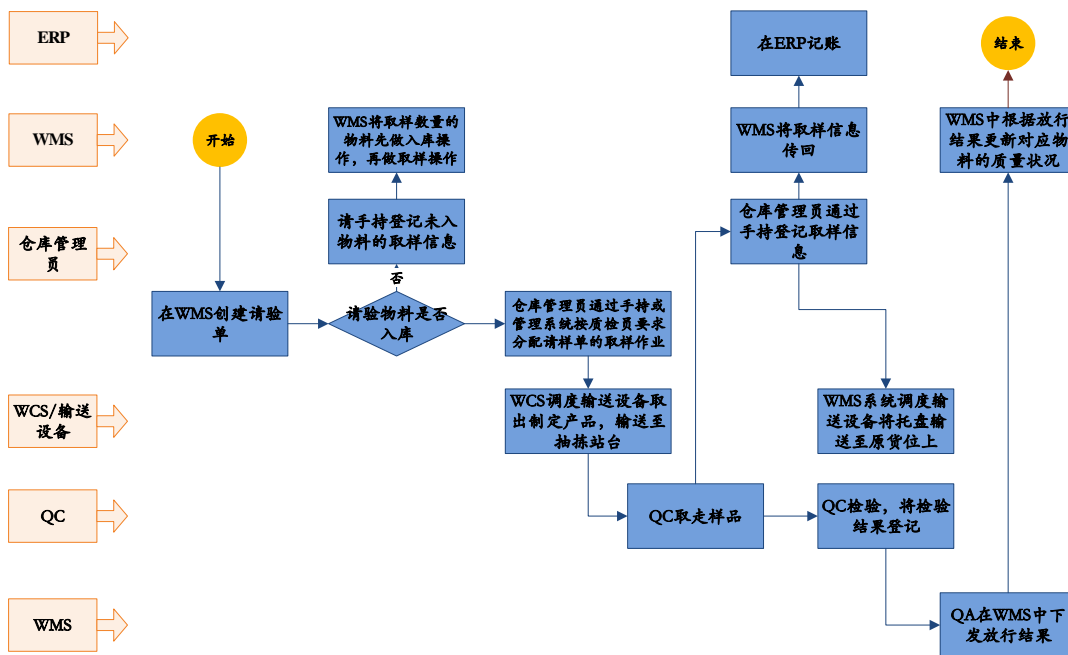 ERP
在ERP记账
结束
WMS
开始
WMS将取样数量的
物料先做入库操
作，再做取样操作
WMS将取样信息
传回
WMS中根据放行
结果更新对应物
料的质量状况
仓库管理
员
请手持登记未入
物料的取样信息
仓库管理员通过
手持登记取样信
息
否
在WMS创建请验
单
请验物料是否
入库
仓库管理员通过手持或
管理系统按质检员要求
分配请样单的取样作业
WCS/输送
设备
WCS调度输送设备取
出制定产品，输送至
抽拣站台
WMS系统调度输
送设备将托盘输
送至原货位上
QC
QC取走样品
QC检验，将检验
结果登记
WMS
QA在WMS中下
发放行结果